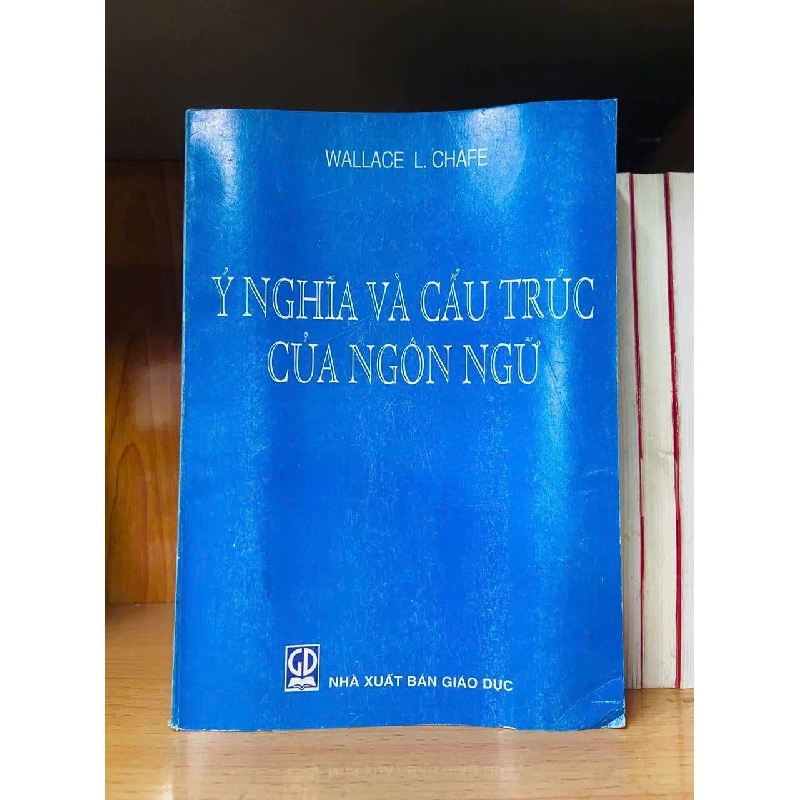 WALLACE L. CHAFE
Ý NGHĨA VÀ CẤU TRÚC
CỦA NGÔN NGỮ
GD
NHÀ XUẤT BẢN GIÁO DỤC